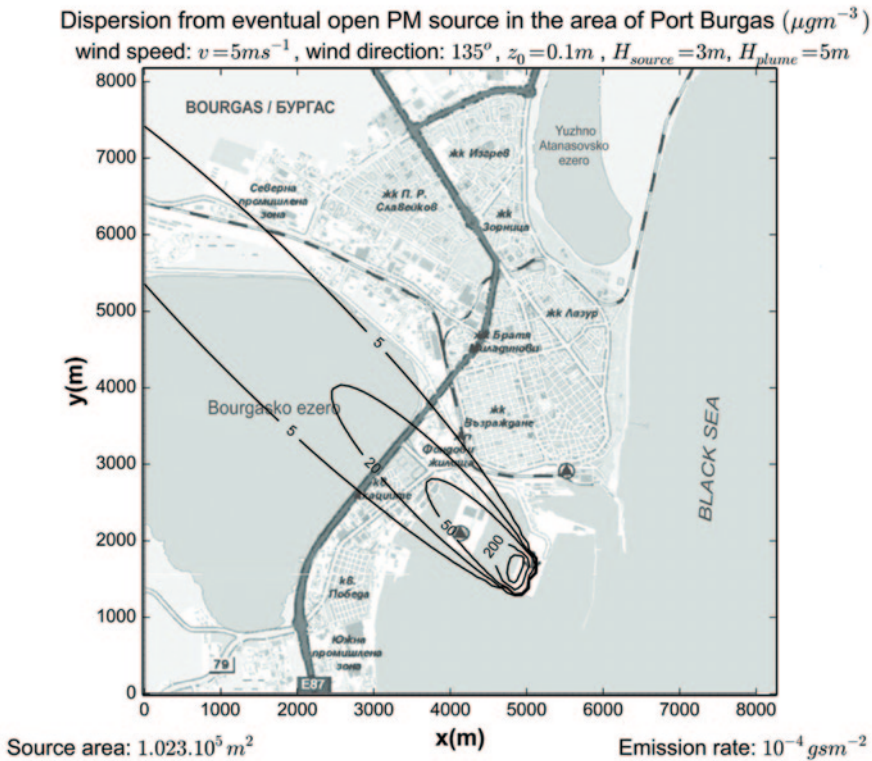 Dispersion from eventual open PM source in the area of Port Burgas (μgm⁻³)
wind speed: v=5ms⁻¹, wind direction: 135°, z₀=0.1m , H_source=3m, H_plume=5m
8000
7000
6000
5000
4000
3000
2000
1000
0
y(m)
BOURGAS / БУРГАС
Yuzhno
Atanasovsko
ezero
жк Изгрев
Северна
промишлена
зона
жк П. Р.
Славейков
жк
Зорница
жк Лазур
жк Братя
Миладинови
5
Bourgasko ezero
5
жк
Възраждане
Фондови
жилища
20
кв.
Акациите
BLACK SEA
50
200
кв.
Победа
Южна
промишлена
зона
79
E87
0
1000
2000
3000
4000
5000
6000
7000
8000
x(m)
Source area: 1.023.10⁵ m²
Emission rate: 10⁻⁴ gsm⁻²